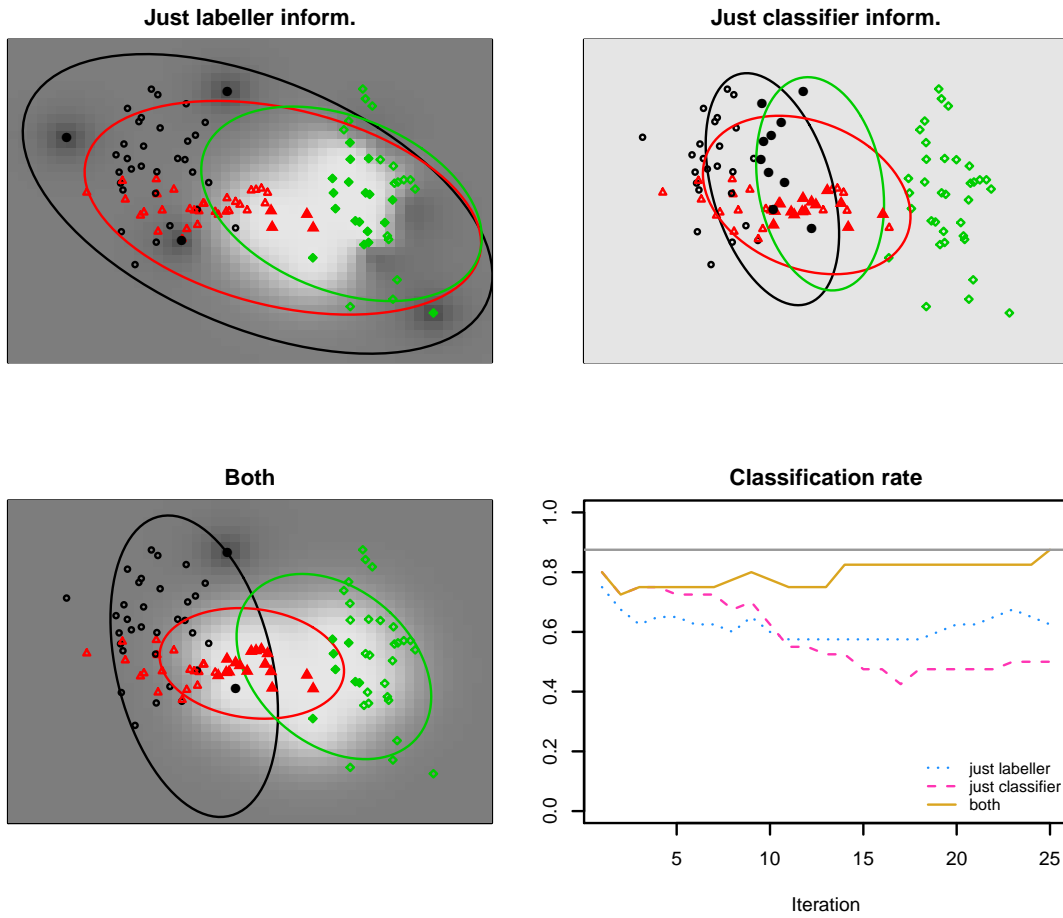 Just labeller inform.
Just classifier inform.
Both
Classification rate
1.0
0.8
0.6
0.4
0.2
0.0
just labeller
just classifier
both
5
10
15
20
25
Iteration